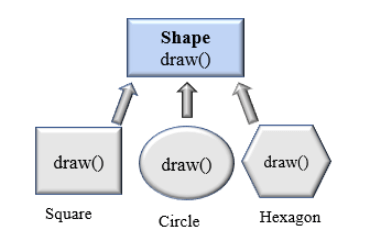 Shape
draw()
draw()
draw()
draw()
Square
Circle
Hexagon